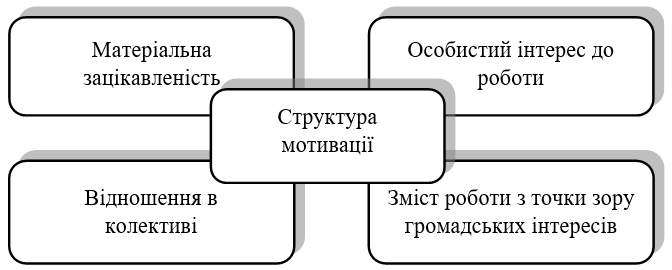 Матеріальна
зацікавленість
Особистий інтерес до
роботи
Структура
мотивації
Відношення в
колективі
Зміст роботи з точки зору
громадських інтересів